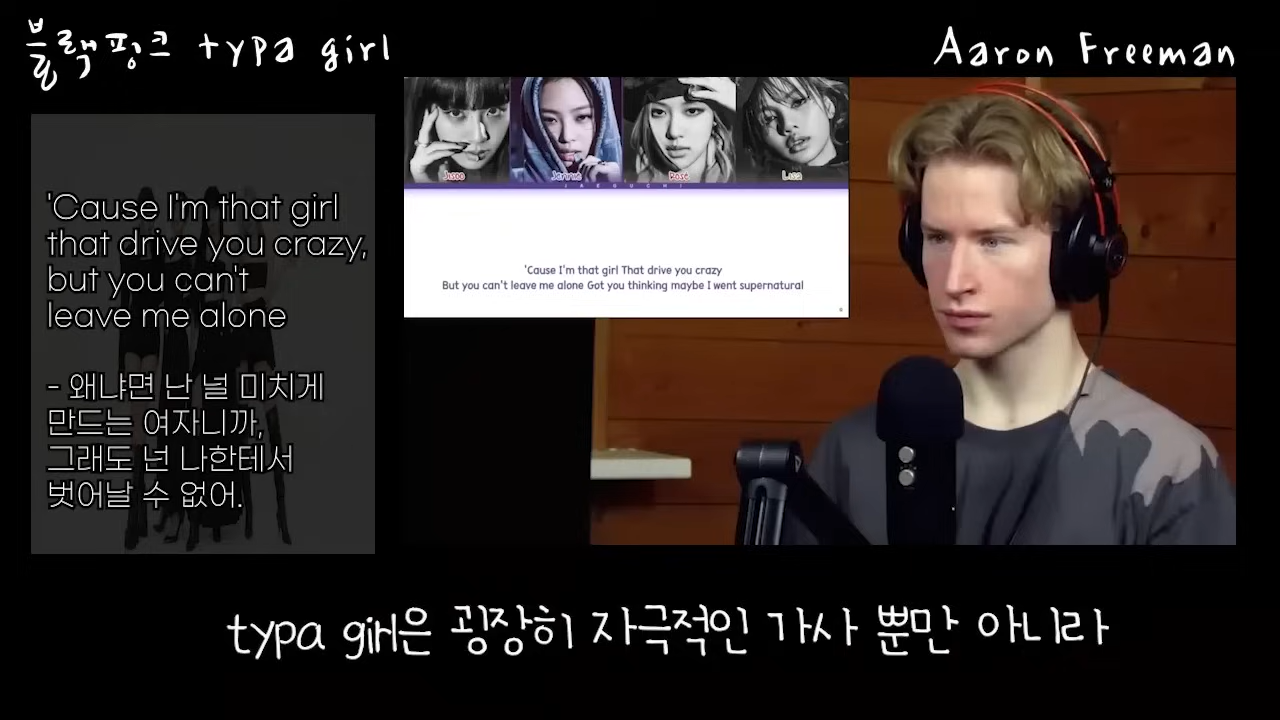 블랙핑크 typa girl
Aaron Freeman
Jisoo Jennie Rosé Lisa
J A E G U C H I
'Cause I'm that girl That drive you crazy
But you can't leave me alone Got you thinking maybe I went supernatural
'Cause I'm that girl
that drive you crazy,
but you can't
leave me alone
- 왜냐면 난 널 미치게
만드는 여자니까,
그래도 넌 나한테서
벗어날 수 없어.
typa girl은 굉장히 자극적인 가사 뿐만 아니라